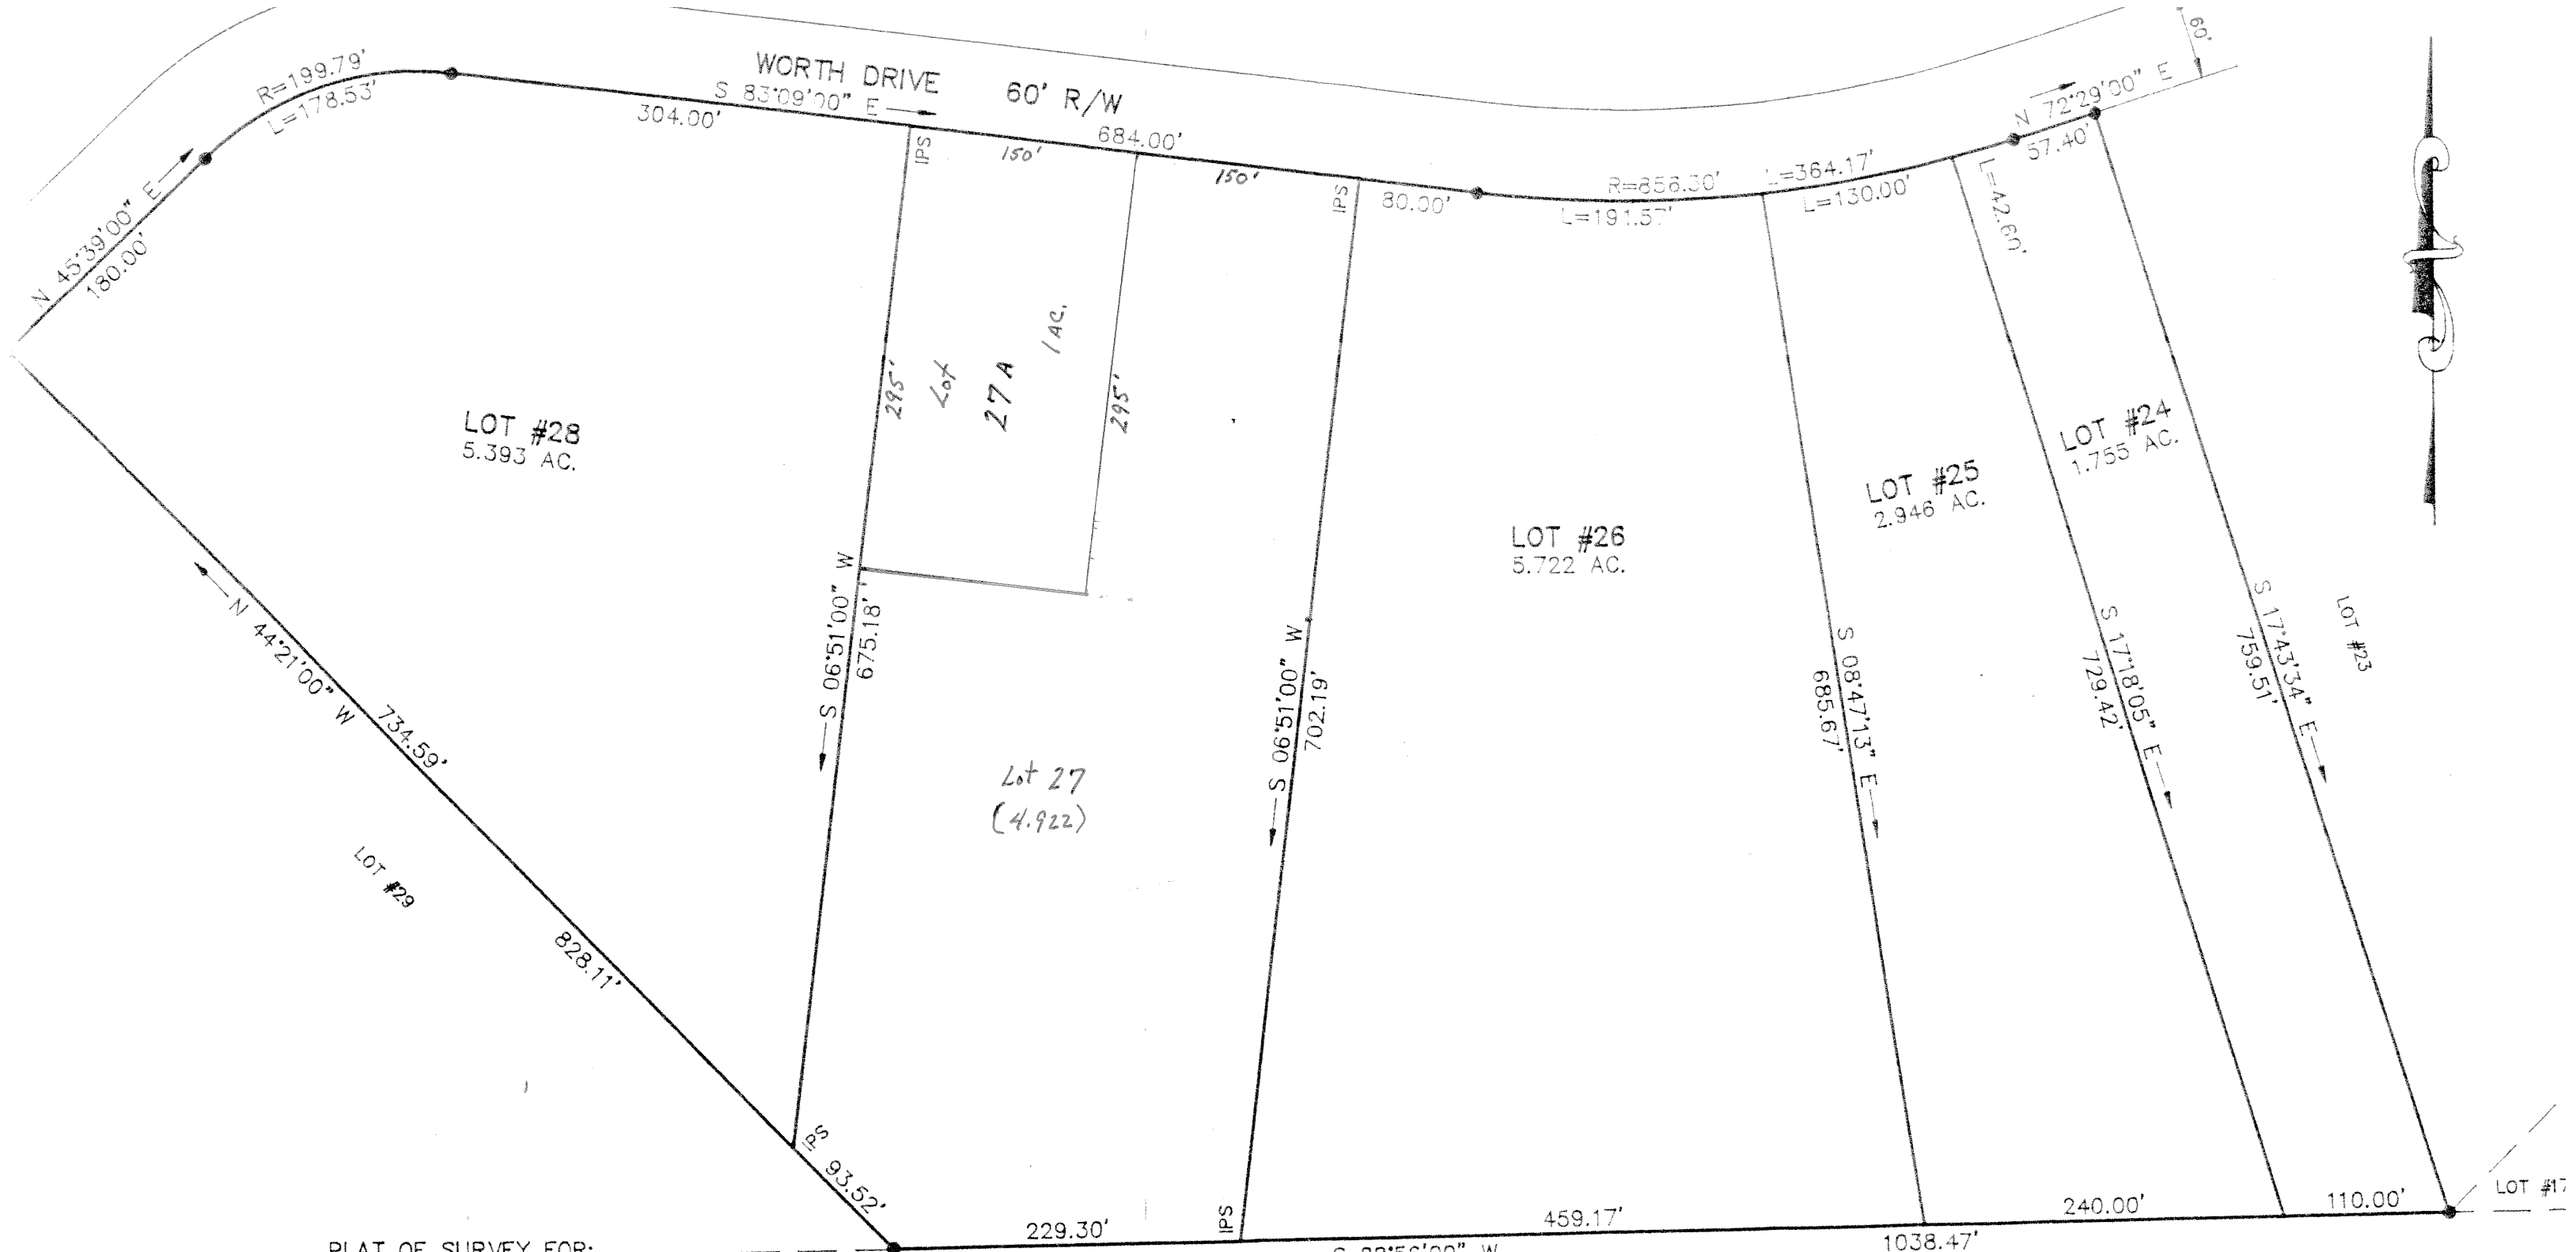 R=199.79'
L=178.53'
N 45°39'00" E
180.00'
WORTH DRIVE 60' R/W
S 83°09'00" E
304.00'
684.00'
150'
150'
IPS
IPS
80.00'
R=856.30'
L=364.17'
L=191.57'
L=130.00'
L=42.60'
N 72°29'00" E
57.40'
60'
295'
Lot
27A
1 AC.
295'
LOT #28
5.393 AC.
LOT #26
5.722 AC.
LOT #25
2.946 AC.
LOT #24
1.755 AC.
LOT #23
S 06°51'00" W
675.18'
S 06°51'00" W
702.19'
S 08°47'13" E
685.67'
S 17°18'05" E
729.42'
S 17°43'34" E
759.51'
N 44°21'00" W
734.59'
828.11'
LOT #29
Lot 27
(4.922)
IPS
93.52'
IPS
229.30'
459.17'
240.00'
110.00'
LOT #17
1038.47'
PLAT OF SURVEY FOR: